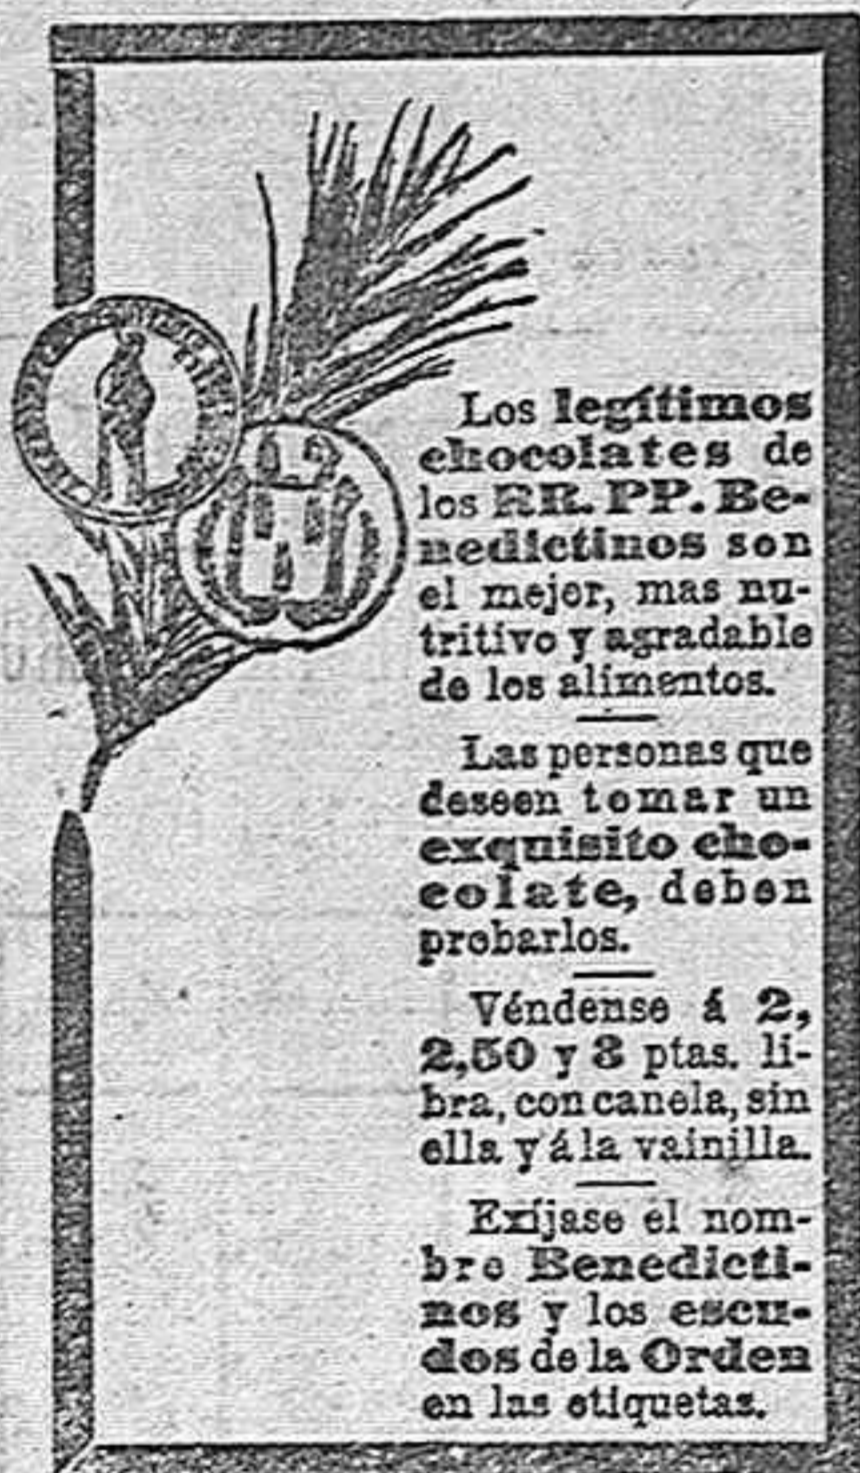 Los legítimos
chocolates de
los RR. PP. Be-
nedictinos son
el mejor, mas nu-
tritivo y agradable
de los alimentos.
Las personas que
deseen tomar un
exquisito cho-
colate, deben
probarlos.
Véndense á 2,
2,50 y 3 ptas. li-
bra, con canela, sin
ella y á la vainilla.
Exíjase el nom-
bre Benedicti-
nos y los escu-
dos de la Orden
en las etiquetas.